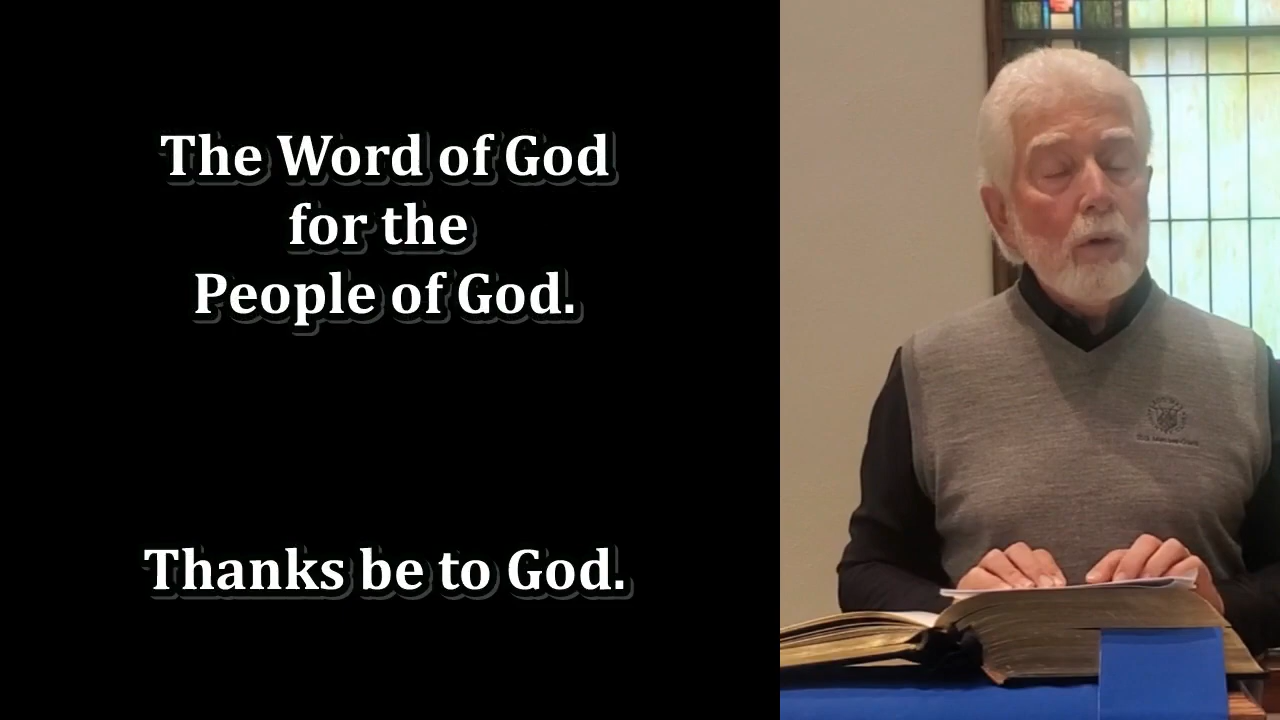 The Word of God
for the
People of God.
Thanks be to God.